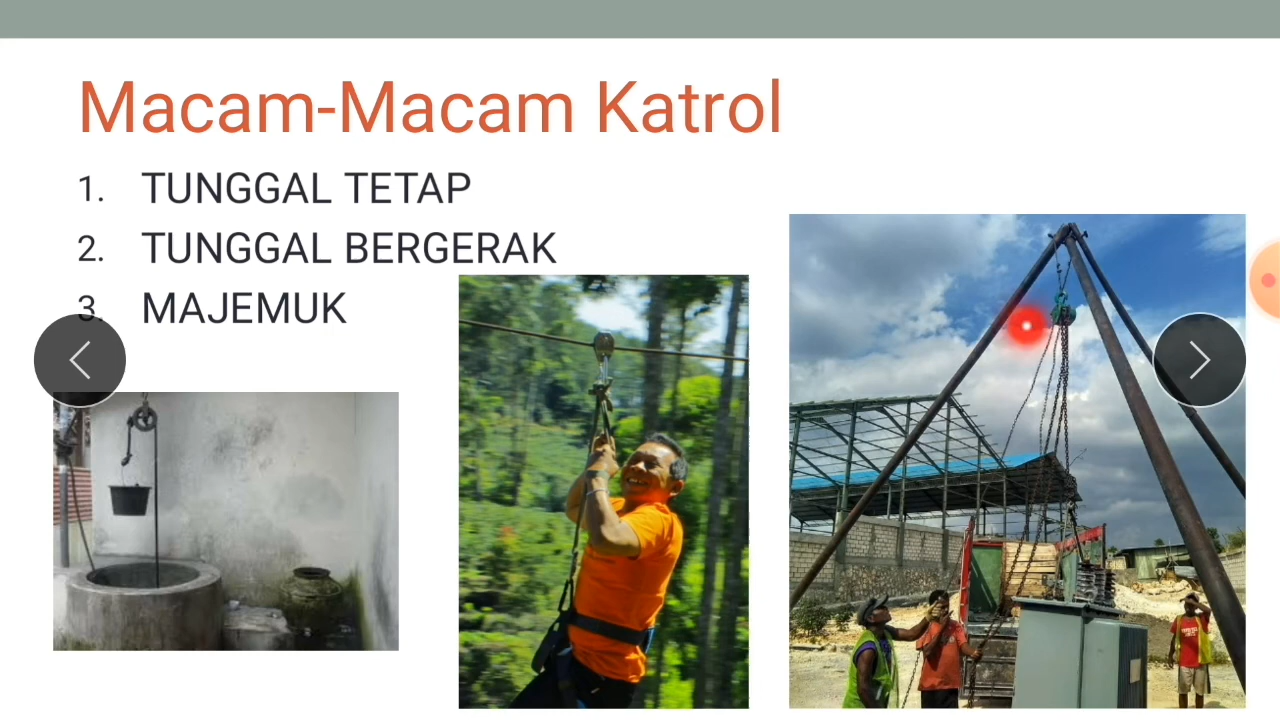 Macam-Macam Katrol
1. TUNGGAL TETAP
2. TUNGGAL BERGERAK
3. MAJEMUK